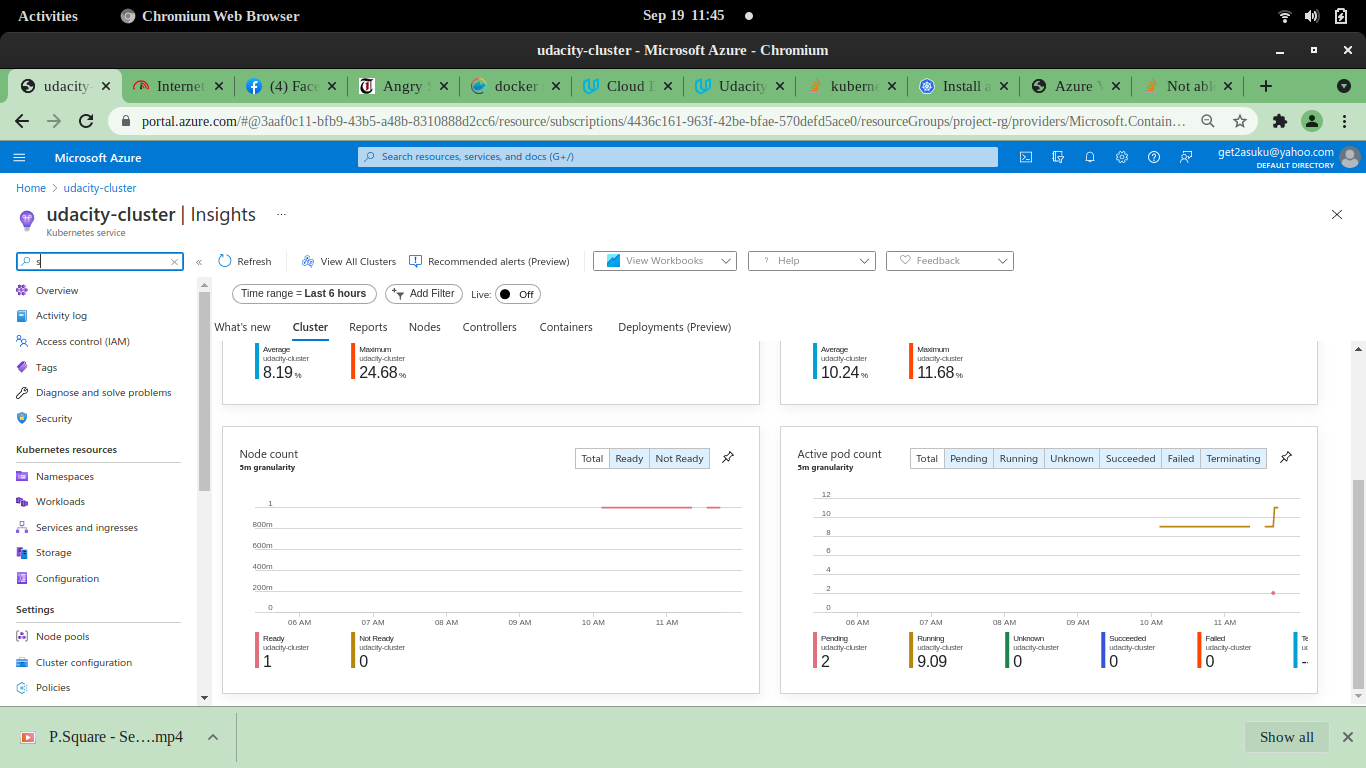 Activities
Chromium Web Browser
Sep 19 11:45
udacity-cluster - Microsoft Azure - Chromium
udacity-
Internet
(4) Face
Angry S
docker
Cloud D
Udacity
kuberne
Install a
Azure V
Not able
portal.azure.com/#@3aaf0c11-bfb9-43b5-a48b-8310888d2cc6/resource/subscriptions/4436c161-963f-42be-bfae-570defd5ace0/resourceGroups/project-rg/providers/Microsoft.Contain…
Microsoft Azure
Search resources, services, and docs (G+/)
get2asuku@yahoo.com
DEFAULT DIRECTORY
Home > udacity-cluster
udacity-cluster | Insights ...
Kubernetes service
s
Refresh
View All Clusters
Recommended alerts (Preview)
View Workbooks
? Help
Feedback
Time range = Last 6 hours
Add Filter
Live: Off
What's new
Cluster
Reports
Nodes
Controllers
Containers
Deployments (Preview)
Overview
Activity log
Access control (IAM)
Tags
Diagnose and solve problems
Security
Kubernetes resources
Namespaces
Workloads
Services and ingresses
Storage
Configuration
Settings
Node pools
Cluster configuration
Policies
Average
udacity-cluster
8.19 %
Maximum
udacity-cluster
24.68 %
Average
udacity-cluster
10.24 %
Maximum
udacity-cluster
11.68 %
Node count
5m granularity
Total Ready Not Ready
1
800m
600m
400m
200m
0
06 AM 07 AM 08 AM 09 AM 10 AM 11 AM
Ready
udacity-cluster
1
Not Ready
udacity-cluster
0
Active pod count
5m granularity
Total Pending Running Unknown Succeeded Failed Terminating
12
10
8
6
4
2
0
06 AM 07 AM 08 AM 09 AM 10 AM 11 AM
Pending
udacity-cluster
2
Running
udacity-cluster
9.09
Unknown
udacity-cluster
0
Succeeded
udacity-cluster
0
Failed
udacity-cluster
0
Te
ud
--
P.Square - Se….mp4
Show all